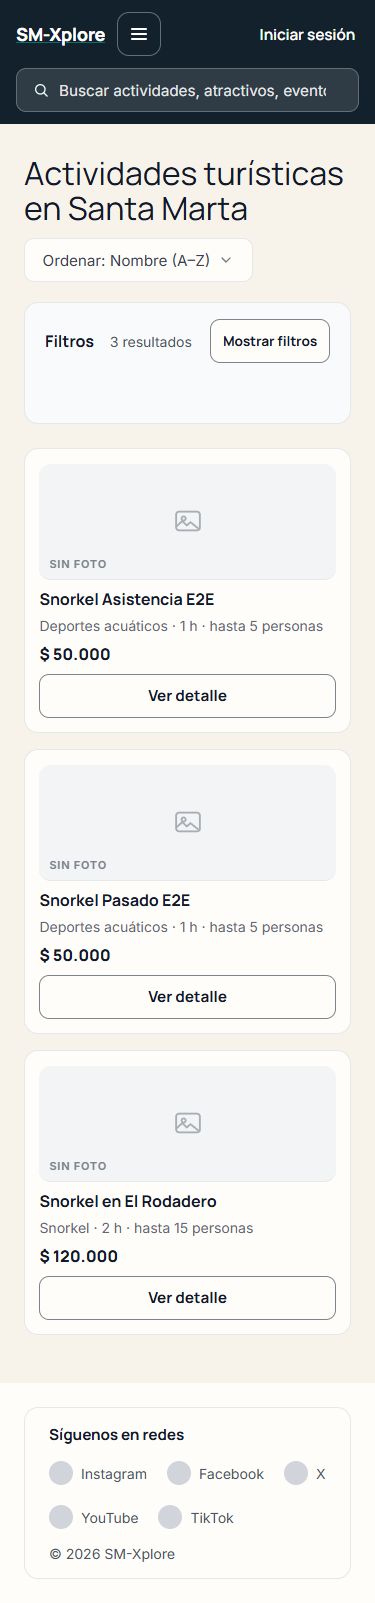 SM-Xplore
Iniciar sesión
Buscar actividades, atractivos, evento
Actividades turísticas
en Santa Marta
Ordenar: Nombre (A–Z)
Filtros
3 resultados
Mostrar filtros
SIN FOTO
Snorkel Asistencia E2E
Deportes acuáticos · 1 h · hasta 5 personas
$ 50.000
Ver detalle
SIN FOTO
Snorkel Pasado E2E
Deportes acuáticos · 1 h · hasta 5 personas
$ 50.000
Ver detalle
SIN FOTO
Snorkel en El Rodadero
Snorkel · 2 h · hasta 15 personas
$ 120.000
Ver detalle
Síguenos en redes
Instagram
Facebook
X
YouTube
TikTok
© 2026 SM-Xplore